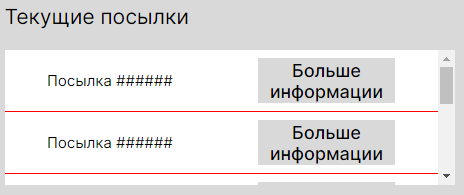 Текущие посылки
Посылка ######
Больше
информации
Посылка ######
Больше
информации